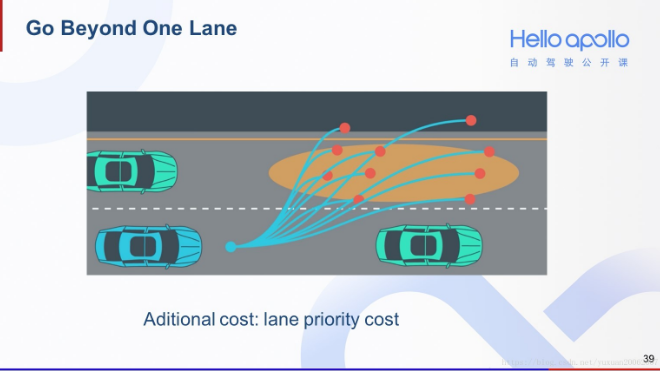 Go Beyond One Lane
Hello apollo
自动驾驶公开课
Aditional cost: lane priority cost
39